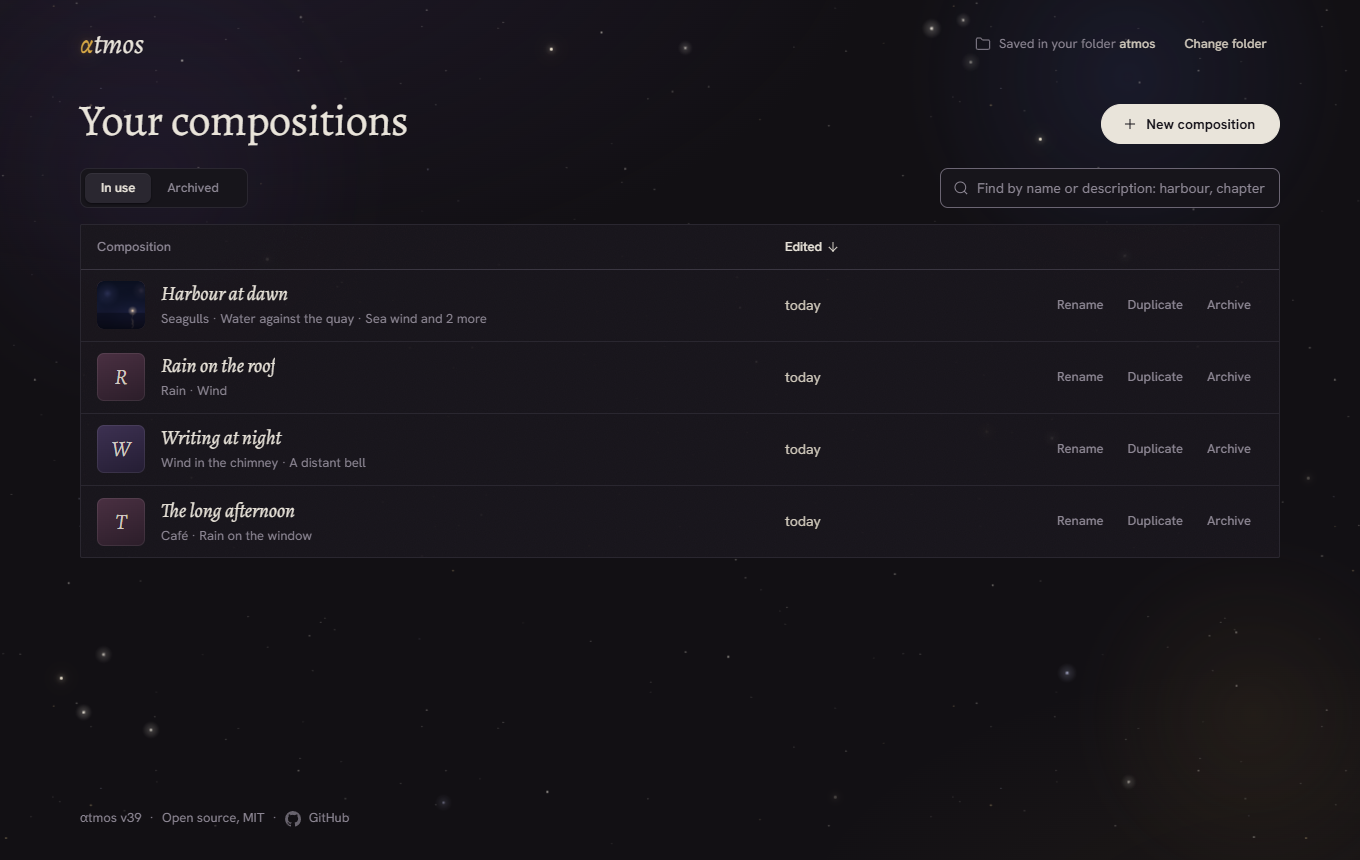 αtmos
Saved in your folder atmos
Change folder
Your compositions
+ New composition
In use
Archived
Find by name or description: harbour, chapter
Composition
Edited ↓
Harbour at dawn
Seagulls · Water against the quay · Sea wind and 2 more
today
Rename
Duplicate
Archive
R
Rain on the roof
Rain · Wind
today
Rename
Duplicate
Archive
W
Writing at night
Wind in the chimney · A distant bell
today
Rename
Duplicate
Archive
T
The long afternoon
Café · Rain on the window
today
Rename
Duplicate
Archive
αtmos v39 · Open source, MIT · GitHub